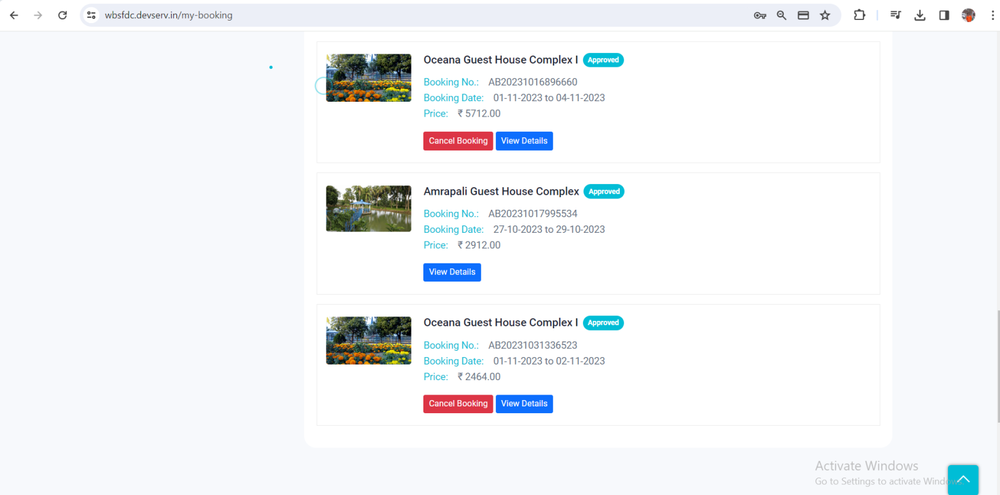 wbsfdc.devserv.in/my-booking
Oceana Guest House Complex I Approved
Booking No.: AB20231016896660
Booking Date: 01-11-2023 to 04-11-2023
Price: ₹ 5712.00
Cancel Booking View Details
Amrapali Guest House Complex Approved
Booking No.: AB20231017995534
Booking Date: 27-10-2023 to 29-10-2023
Price: ₹ 2912.00
View Details
Oceana Guest House Complex I Approved
Booking No.: AB20231031336523
Booking Date: 01-11-2023 to 02-11-2023
Price: ₹ 2464.00
Cancel Booking View Details
Activate Windows
Go to Settings to activate Windows.